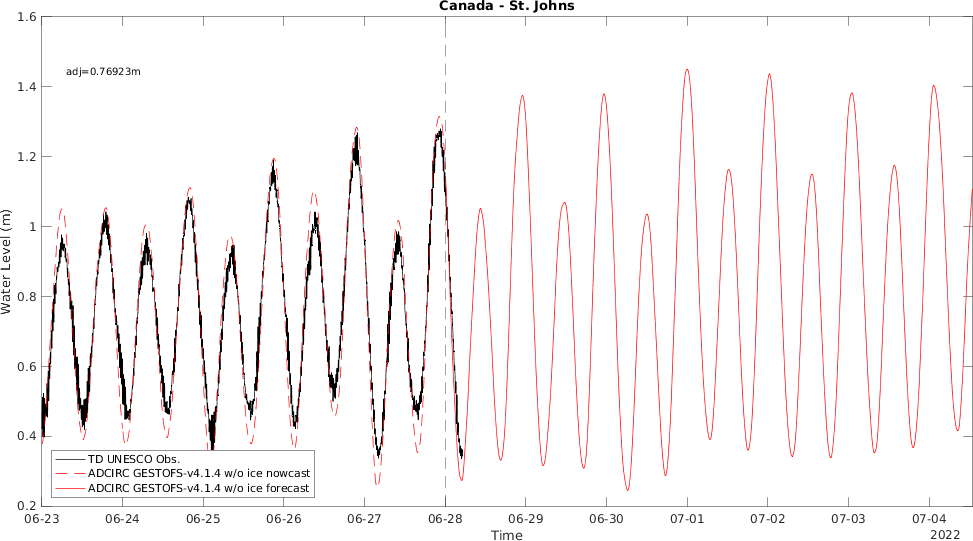 Canada - St. Johns
1.6
1.4
1.2
1
0.8
0.6
0.4
0.2
Water Level (m)
adj=0.76923m
TD UNESCO Obs.
ADCIRC GESTOFS-v4.1.4 w/o ice nowcast
ADCIRC GESTOFS-v4.1.4 w/o ice forecast
06-23 06-24 06-25 06-26 06-27 06-28 06-29 06-30 07-01 07-02 07-03 07-04
2022
Time